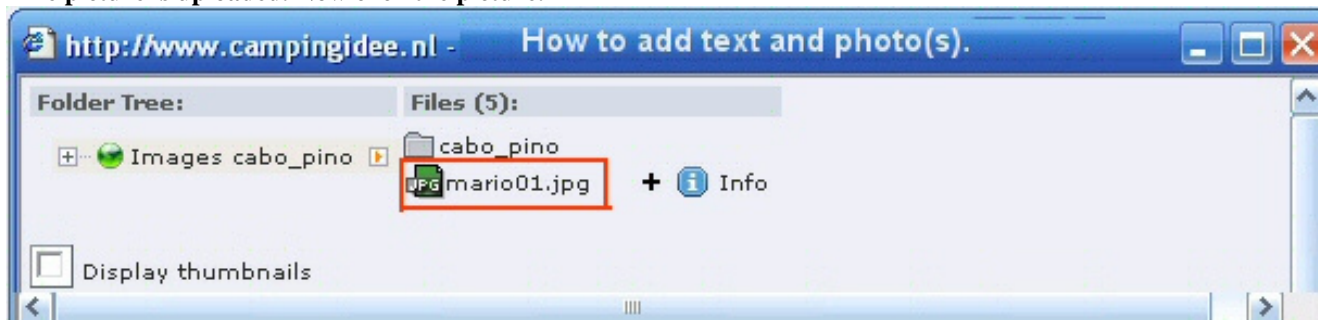 http://www.campingidee.nl - How to add text and photo(s).
Folder Tree: Files (5):
Images cabo_pino cabo_pino
JPG mario01.jpg + i Info
Display thumbnails